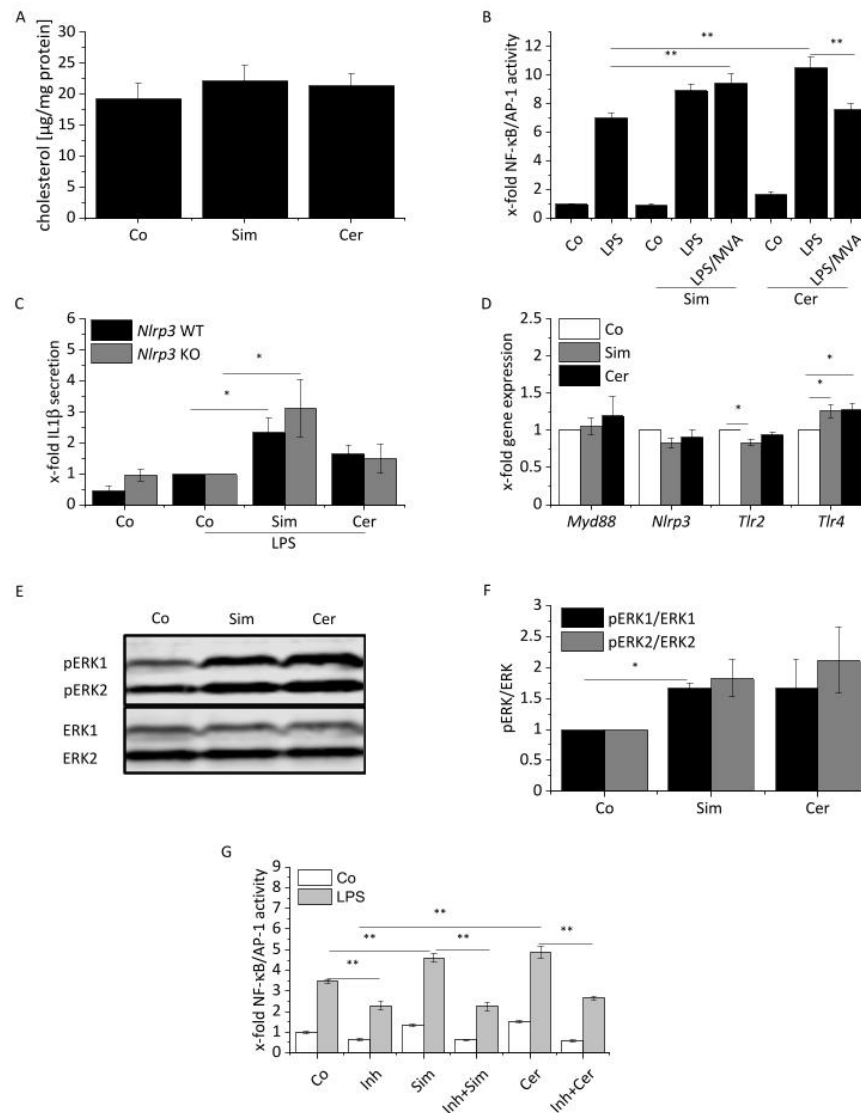 A
cholesterol [µg/mg protein]
30
25
20
15
10
5
0
Co Sim Cer
B
x-fold NF-κB/AP-1 activity
12
10
8
6
4
2
0
** ** **
Co LPS Co LPS LPS/MVA Co LPS LPS/MVA
Sim Cer
C
x-fold IL1β secretion
5
4
3
2
1
0
Nlrp3 WT
Nlrp3 KO
* *
Co Co Sim Cer
LPS
D
x-fold gene expression
2.5
2
1.5
1
0.5
0
Co
Sim
Cer
* * *
Myd88 Nlrp3 Tlr2 Tlr4
E
Co Sim Cer
pERK1
pERK2
ERK1
ERK2
F
pERK/ERK
3
2.5
2
1.5
1
0.5
0
pERK1/ERK1
pERK2/ERK2
*
Co Sim Cer
G
x-fold NF-κB/AP-1 activity
9
8
7
6
5
4
3
2
1
0
Co
LPS
**
** ** **
**
Co Inh Sim Inh+Sim Cer Inh+Cer